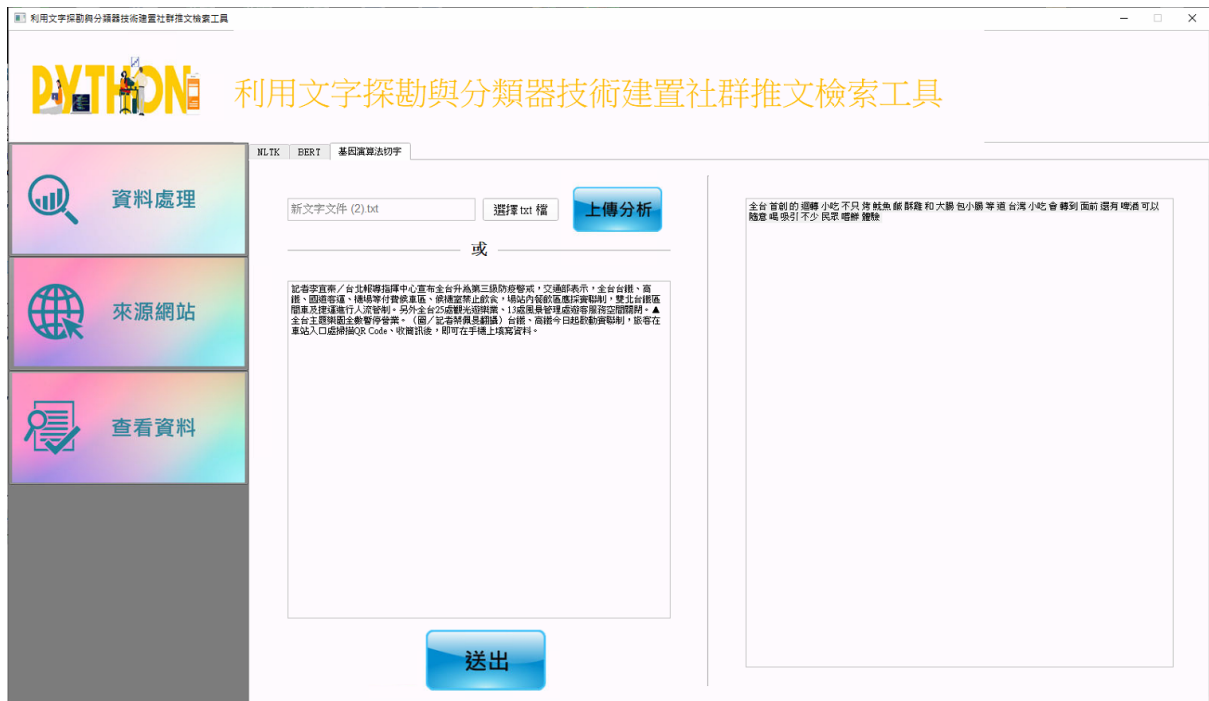 利用文字探勘與分類器技術建置社群推文檢索工具
PYTHON
利用文字探勘與分類器技術建置社群推文檢索工具
NLTK
BERT
基因演算法切字
資料處理
來源網站
查看資料
新文字文件 (2).txt
選擇 txt 檔
上傳分析
或
記者李宜秦／台北報導指揮中心宣布全台升為第三級防疫警戒，交通部表示，全台台鐵、高
鐵、國道客運、機場等付費候車區、候機室禁止飲食，場站內餐飲區應採實聯制，雙北台鐵區
間車及捷運進行人流管制。另外全台25處觀光遊樂業、13處風景管理處遊客服務空間關閉。▲
全台主題樂園全數暫停營業。（圖／記者蔡佩旻翻攝）台鐵、高鐵今日起啟動實聯制，旅客在
車站入口處掃描QR Code、收簡訊後，即可在手機上填寫資料。
送出
全台 首創 的 迴轉 小吃 不只 烤 魷魚 鹹 酥雞 和 大腸 包小腸 等 道 台灣 小吃 會 轉到 面前 還有 啤酒 可以
隨意 喝 吸引 不少 民眾 嚐鮮 體驗